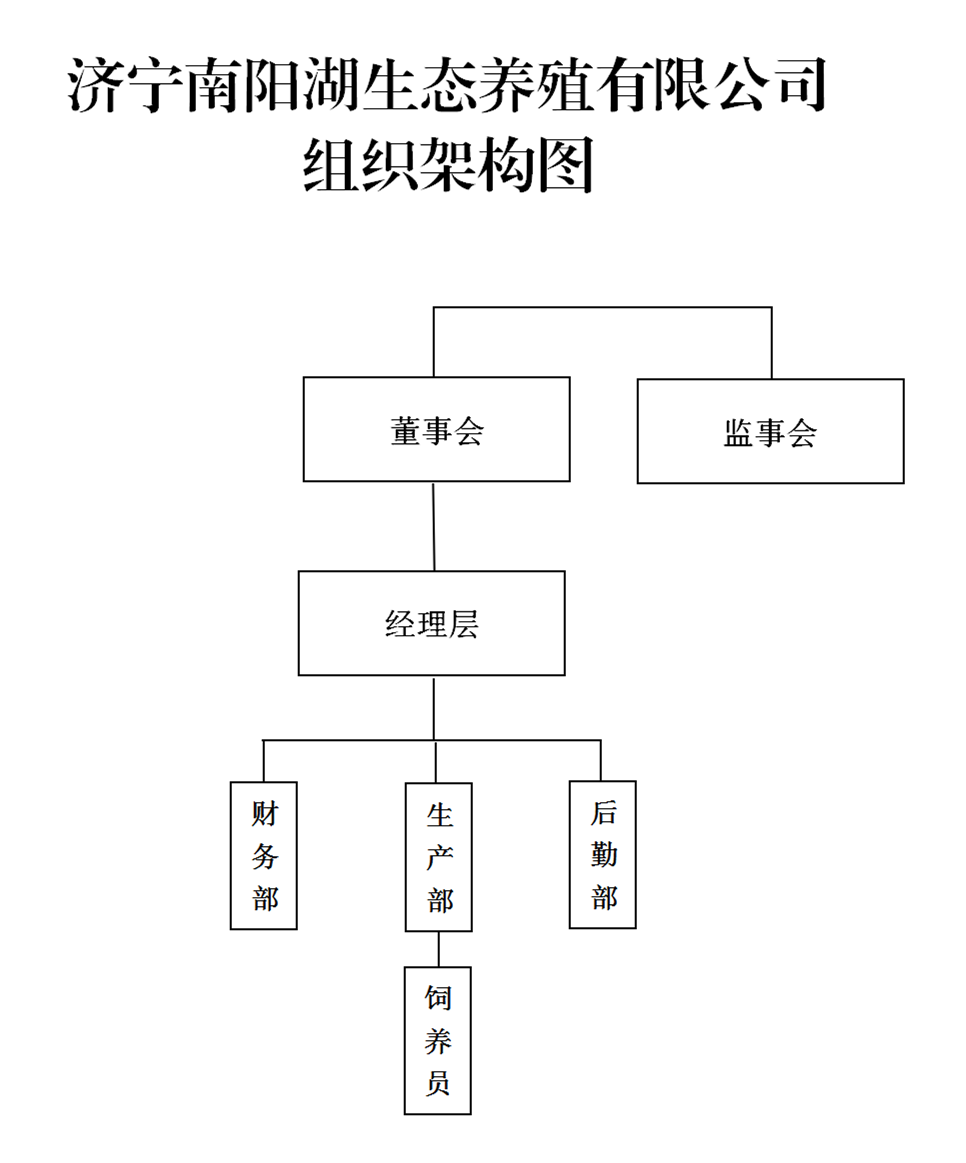 济宁南阳湖生态养殖有限公司
组织架构图
董事会
监事会
经理层
财务部
生产部
后勤部
饲养员